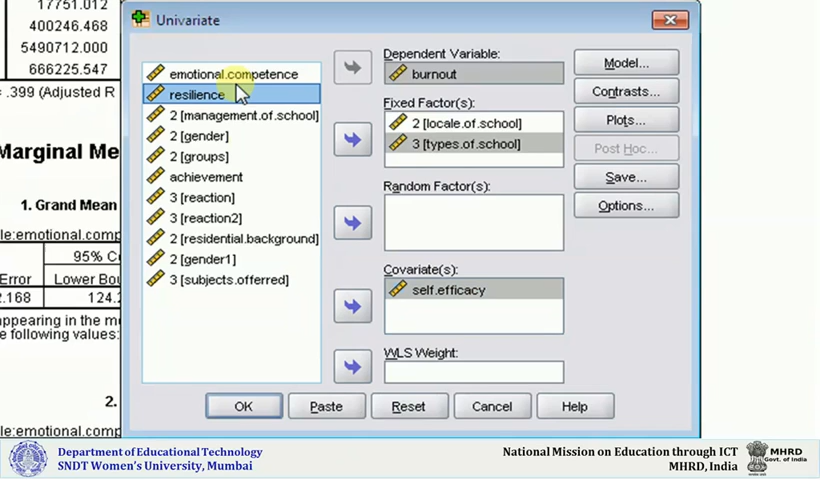 17751.012
400246.468
5490712.000
666225.547
= .399 (Adjusted R
Marginal Me
1. Grand Mean
le:emotional.comp
95% C
Error
Lower Bou
2.168
124.2
appearing in the m
e following values:
2.
le:emotional.comp
Univariate
emotional.competence
resilience
2 [management.of.school]
2 [gender]
2 [groups]
achievement
3 [reaction]
3 [reaction2]
2 [residential.background]
2 [gender1]
3 [subjects.offerred]
Dependent Variable:
burnout
Fixed Factor(s):
2 [locale.of.school]
3 [types.of.school]
Random Factor(s):
Covariate(s):
self.efficacy
WLS Weight:
Model...
Contrasts...
Plots...
Post Hoc...
Save...
Options...
OK
Paste
Reset
Cancel
Help
Department of Educational Technology
SNDT Women's University, Mumbai
National Mission on Education through ICT
MHRD, India
MHRD
Govt. of India